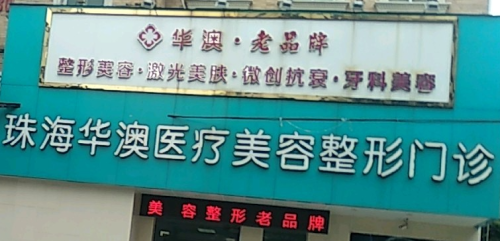 华澳·老品牌
整形美容·激光美肤·微创抗衰·牙科美容
珠海华澳医疗美容整形门诊
美容整形老品牌